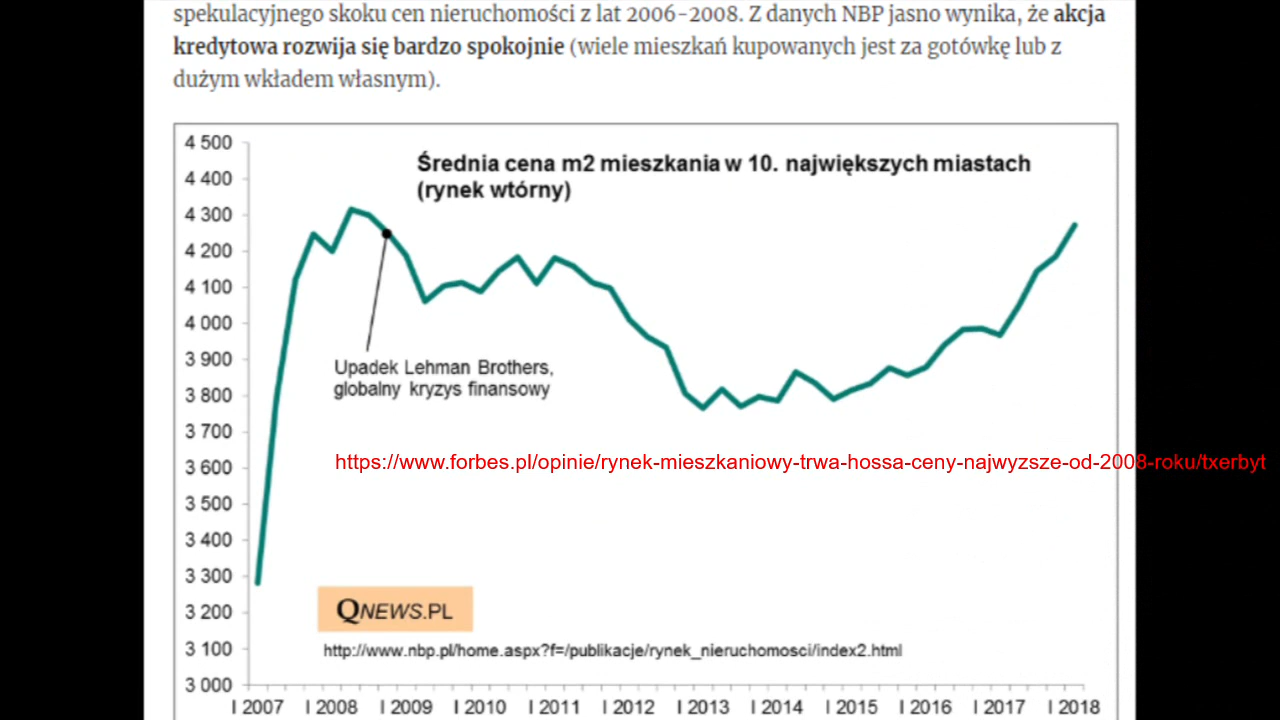 spekulacyjnego skoku cen nieruchomości z lat 2006-2008. Z danych NBP jasno wynika, że akcja
kredytowa rozwija się bardzo spokojnie (wiele mieszkań kupowanych jest za gotówkę lub z
dużym wkładem własnym).
Średnia cena m2 mieszkania w 10. największych miastach
(rynek wtórny)
4 500
4 400
4 300
4 200
4 100
4 000
3 900
3 800
3 700
3 600
3 500
3 400
3 300
3 200
3 100
3 000
Upadek Lehman Brothers,
globalny kryzys finansowy
https://www.forbes.pl/opinie/rynek-mieszkaniowy-trwa-hossa-ceny-najwyzsze-od-2008-roku/txerbyt
QNEWS.PL
http://www.nbp.pl/home.aspx?f=/publikacje/rynek_nieruchomosci/index2.html
I 2007 I 2008 I 2009 I 2010 I 2011 I 2012 I 2013 I 2014 I 2015 I 2016 I 2017 I 2018